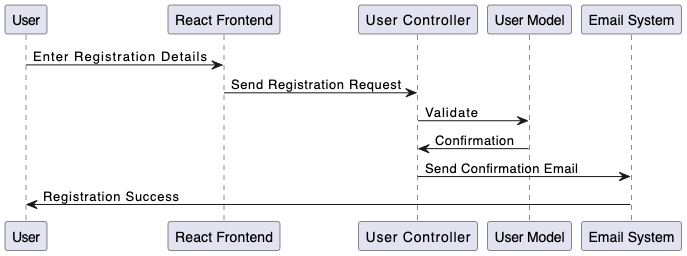 User
React Frontend
User Controller
User Model
Email System
Enter Registration Details
Send Registration Request
Validate
Confirmation
Send Confirmation Email
Registration Success
User
React Frontend
User Controller
User Model
Email System